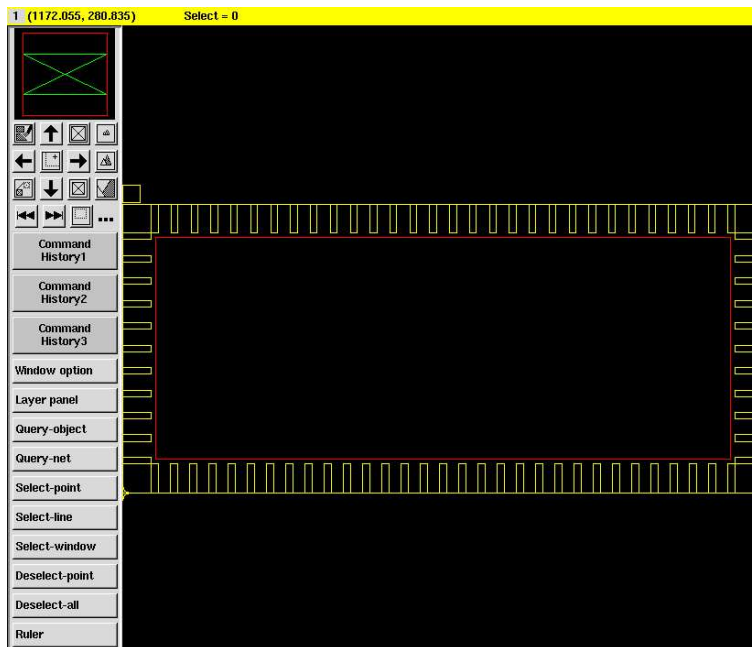 1 (1172.055, 280.835) Select = 0
...
Command
History1
Command
History2
Command
History3
Window option
Layer panel
Query-object
Query-net
Select-point
Select-line
Select-window
Deselect-point
Deselect-all
Ruler